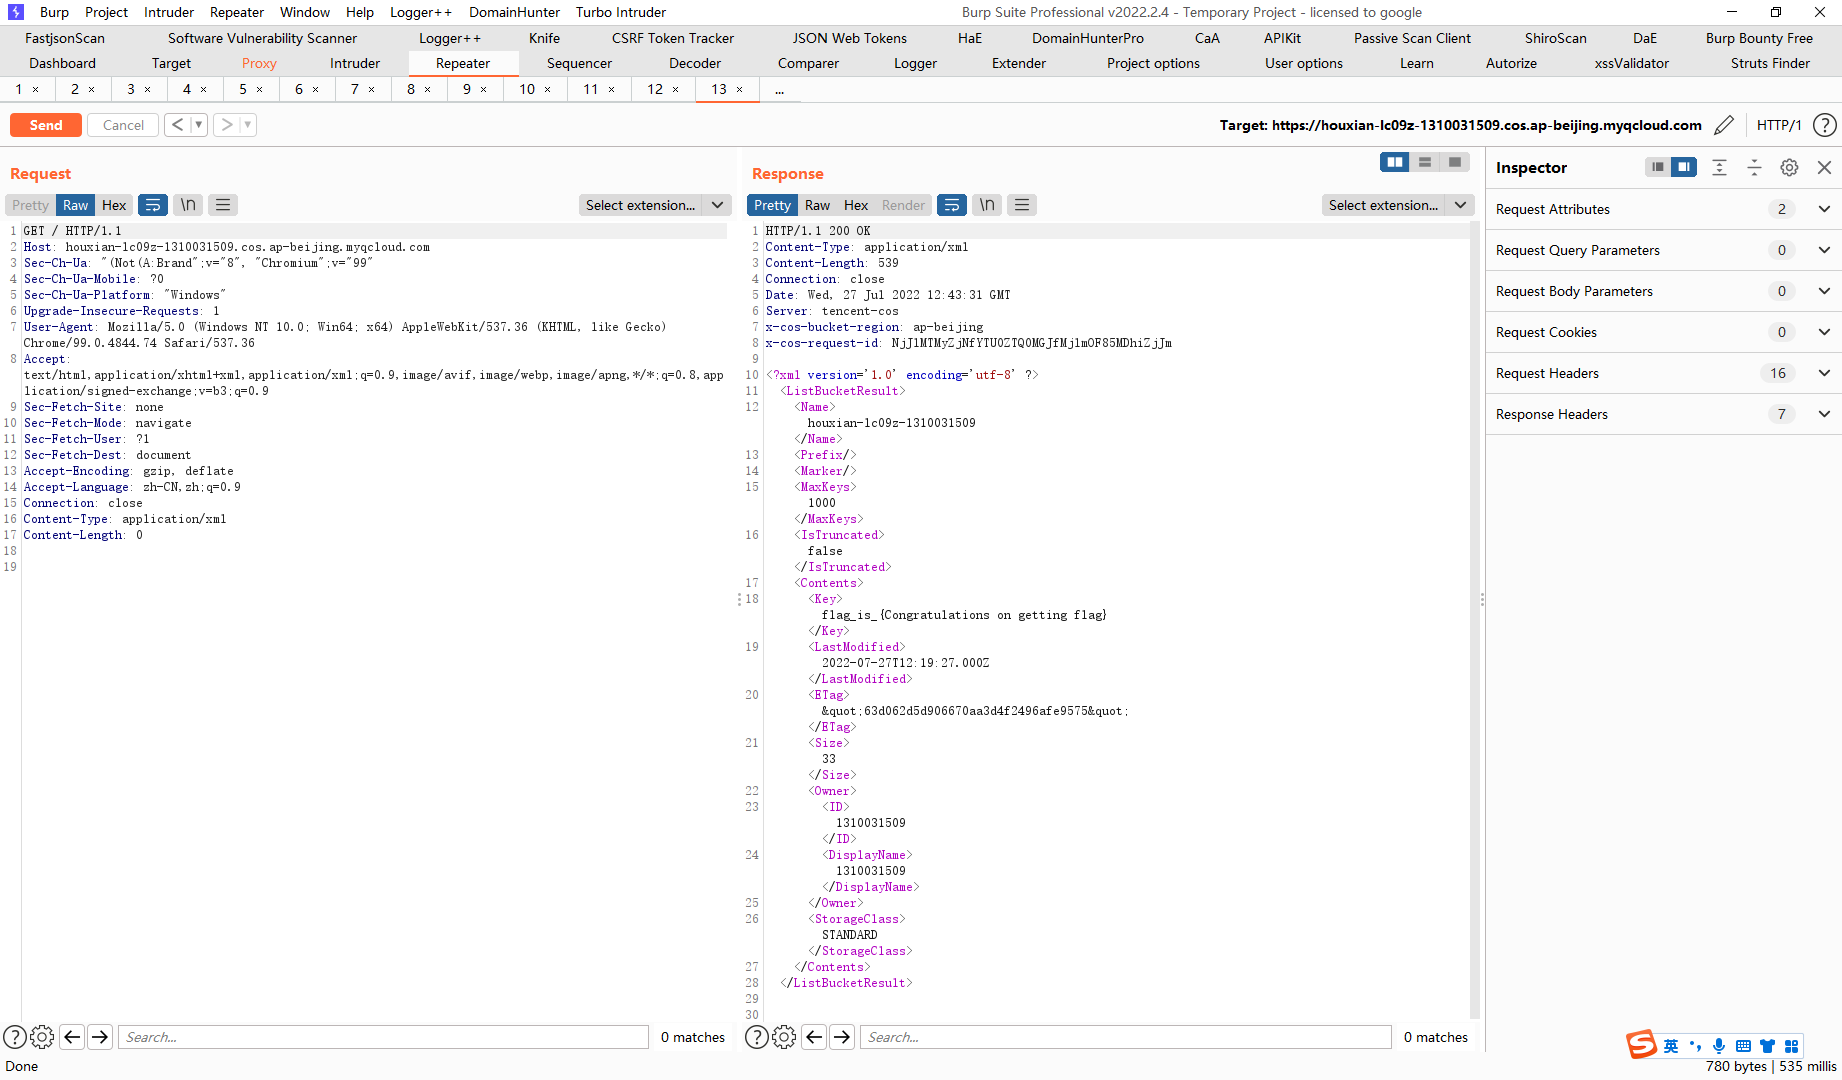 Burp Project Intruder Repeater Window Help Logger++ DomainHunter Turbo Intruder Burp Suite Professional v2022.2.4 - Temporary Project - licensed to google
FastjsonScan Software Vulnerability Scanner Logger++ Knife CSRF Token Tracker JSON Web Tokens HaE DomainHunterPro CaA APIKit Passive Scan Client ShiroScan DaE Burp Bounty Free
Dashboard Target Proxy Intruder Repeater Sequencer Decoder Comparer Logger Extender Project options User options Learn Autorize xssValidator Struts Finder
1 × 2 × 3 × 4 × 5 × 6 × 7 × 8 × 9 × 10 × 11 × 12 × 13 × ...
Send Cancel < > Target: https://houxian-lc09z-1310031509.cos.ap-beijing.myqcloud.com HTTP/1 ?
Request
Pretty Raw Hex \n Select extension...
1 GET / HTTP/1.1
2 Host: houxian-lc09z-1310031509.cos.ap-beijing.myqcloud.com
3 Sec-Ch-Ua: "(Not(A:Brand";v="8", "Chromium";v="99"
4 Sec-Ch-Ua-Mobile: ?0
5 Sec-Ch-Ua-Platform: "Windows"
6 Upgrade-Insecure-Requests: 1
7 User-Agent: Mozilla/5.0 (Windows NT 10.0; Win64; x64) AppleWebKit/537.36 (KHTML, like Gecko)
Chrome/99.0.4844.74 Safari/537.36
8 Accept:
text/html,application/xhtml+xml,application/xml;q=0.9,image/avif,image/webp,image/apng,*/*;q=0.8,app
lication/signed-exchange;v=b3;q=0.9
9 Sec-Fetch-Site: none
10 Sec-Fetch-Mode: navigate
11 Sec-Fetch-User: ?1
12 Sec-Fetch-Dest: document
13 Accept-Encoding: gzip, deflate
14 Accept-Language: zh-CN,zh;q=0.9
15 Connection: close
16 Content-Type: application/xml
17 Content-Length: 0
18
19
? Search... 0 matches
Response
Pretty Raw Hex Render \n Select extension...
1 HTTP/1.1 200 OK
2 Content-Type: application/xml
3 Content-Length: 539
4 Connection: close
5 Date: Wed, 27 Jul 2022 12:43:31 GMT
6 Server: tencent-cos
7 x-cos-bucket-region: ap-beijing
8 x-cos-request-id: NjJlMTMyZjNfYTU0ZTQ0MGJfMjlmOF85MDhiZjJm
9
10 <?xml version='1.0' encoding='utf-8' ?>
11 <ListBucketResult>
12 <Name>
houxian-lc09z-1310031509
</Name>
13 <Prefix/>
14 <Marker/>
15 <MaxKeys>
1000
</MaxKeys>
16 <IsTruncated>
false
</IsTruncated>
17 <Contents>
18 <Key>
flag_is_{Congratulations on getting flag}
</Key>
19 <LastModified>
2022-07-27T12:19:27.000Z
</LastModified>
20 <ETag>
&quot;63d062d5d906670aa3d4f2496afe9575&quot;
</ETag>
21 <Size>
33
</Size>
22 <Owner>
23 <ID>
1310031509
</ID>
24 <DisplayName>
1310031509
</DisplayName>
25 </Owner>
26 <StorageClass>
STANDARD
</StorageClass>
27 </Contents>
28 </ListBucketResult>
29
30
? Search... 0 matches
Inspector
Request Attributes 2
Request Query Parameters 0
Request Body Parameters 0
Request Cookies 0
Request Headers 16
Response Headers 7
S 英
Done 780 bytes | 535 millis